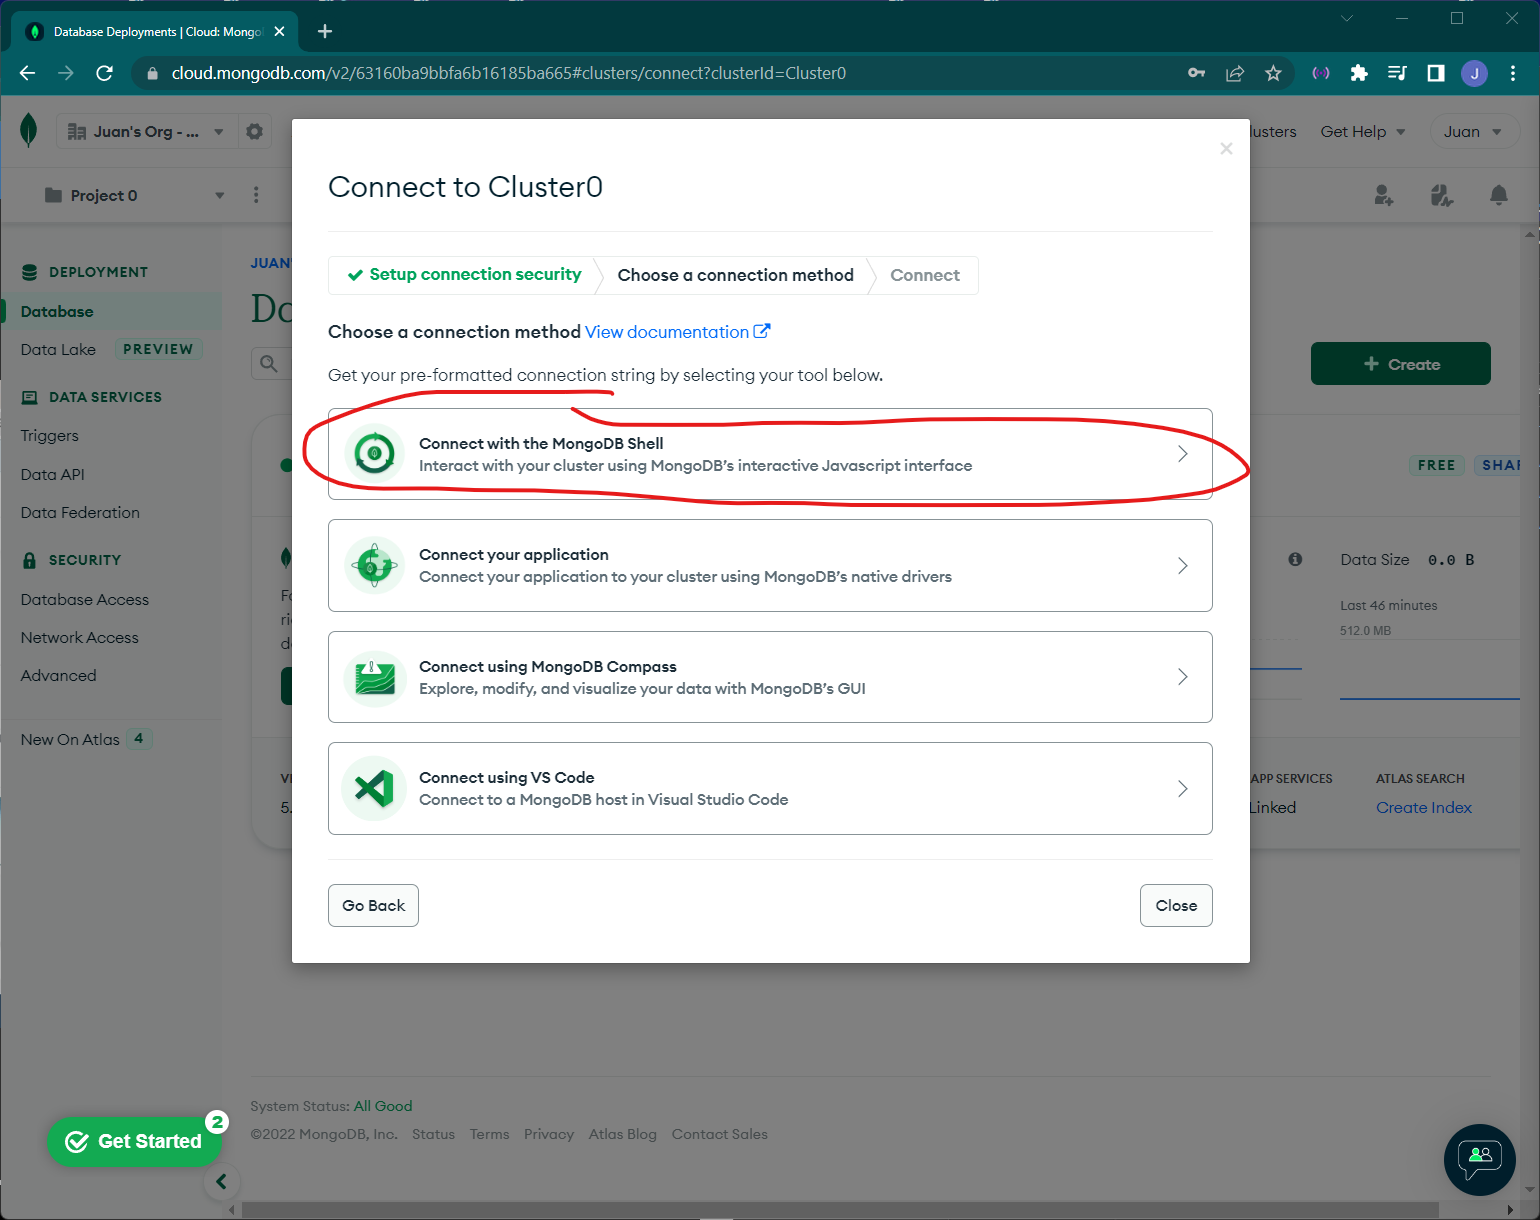 Database Deployments | Cloud: Mongo
cloud.mongodb.com/v2/63160ba9bbfa6b16185ba665#clusters/connect?clusterId=Cluster0
J
Juan's Org - ...
lusters
Get Help
Juan
Project 0
Connect to Cluster0
DEPLOYMENT
Database
Data Lake PREVIEW
DATA SERVICES
Triggers
Data API
Data Federation
SECURITY
Database Access
Network Access
Advanced
New On Atlas 4
JUAN'
Do
Setup connection security
Choose a connection method
Connect
Choose a connection method View documentation
Get your pre-formatted connection string by selecting your tool below.
Connect with the MongoDB Shell
Interact with your cluster using MongoDB's interactive Javascript interface
Connect your application
Connect your application to your cluster using MongoDB's native drivers
Connect using MongoDB Compass
Explore, modify, and visualize your data with MongoDB's GUI
Connect using VS Code
Connect to a MongoDB host in Visual Studio Code
Go Back
Close
+ Create
FREE
SHAR
Data Size 0.0 B
Last 46 minutes
512.0 MB
5.
APP SERVICES
Linked
ATLAS SEARCH
Create Index
System Status: All Good
©2022 MongoDB, Inc. Status Terms Privacy Atlas Blog Contact Sales
Get Started
2